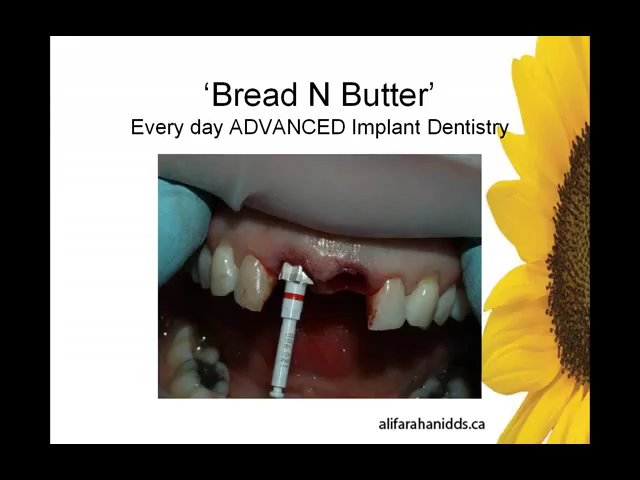 ‘Bread N Butter’
Every day ADVANCED Implant Dentistry
alifarahanidds.ca